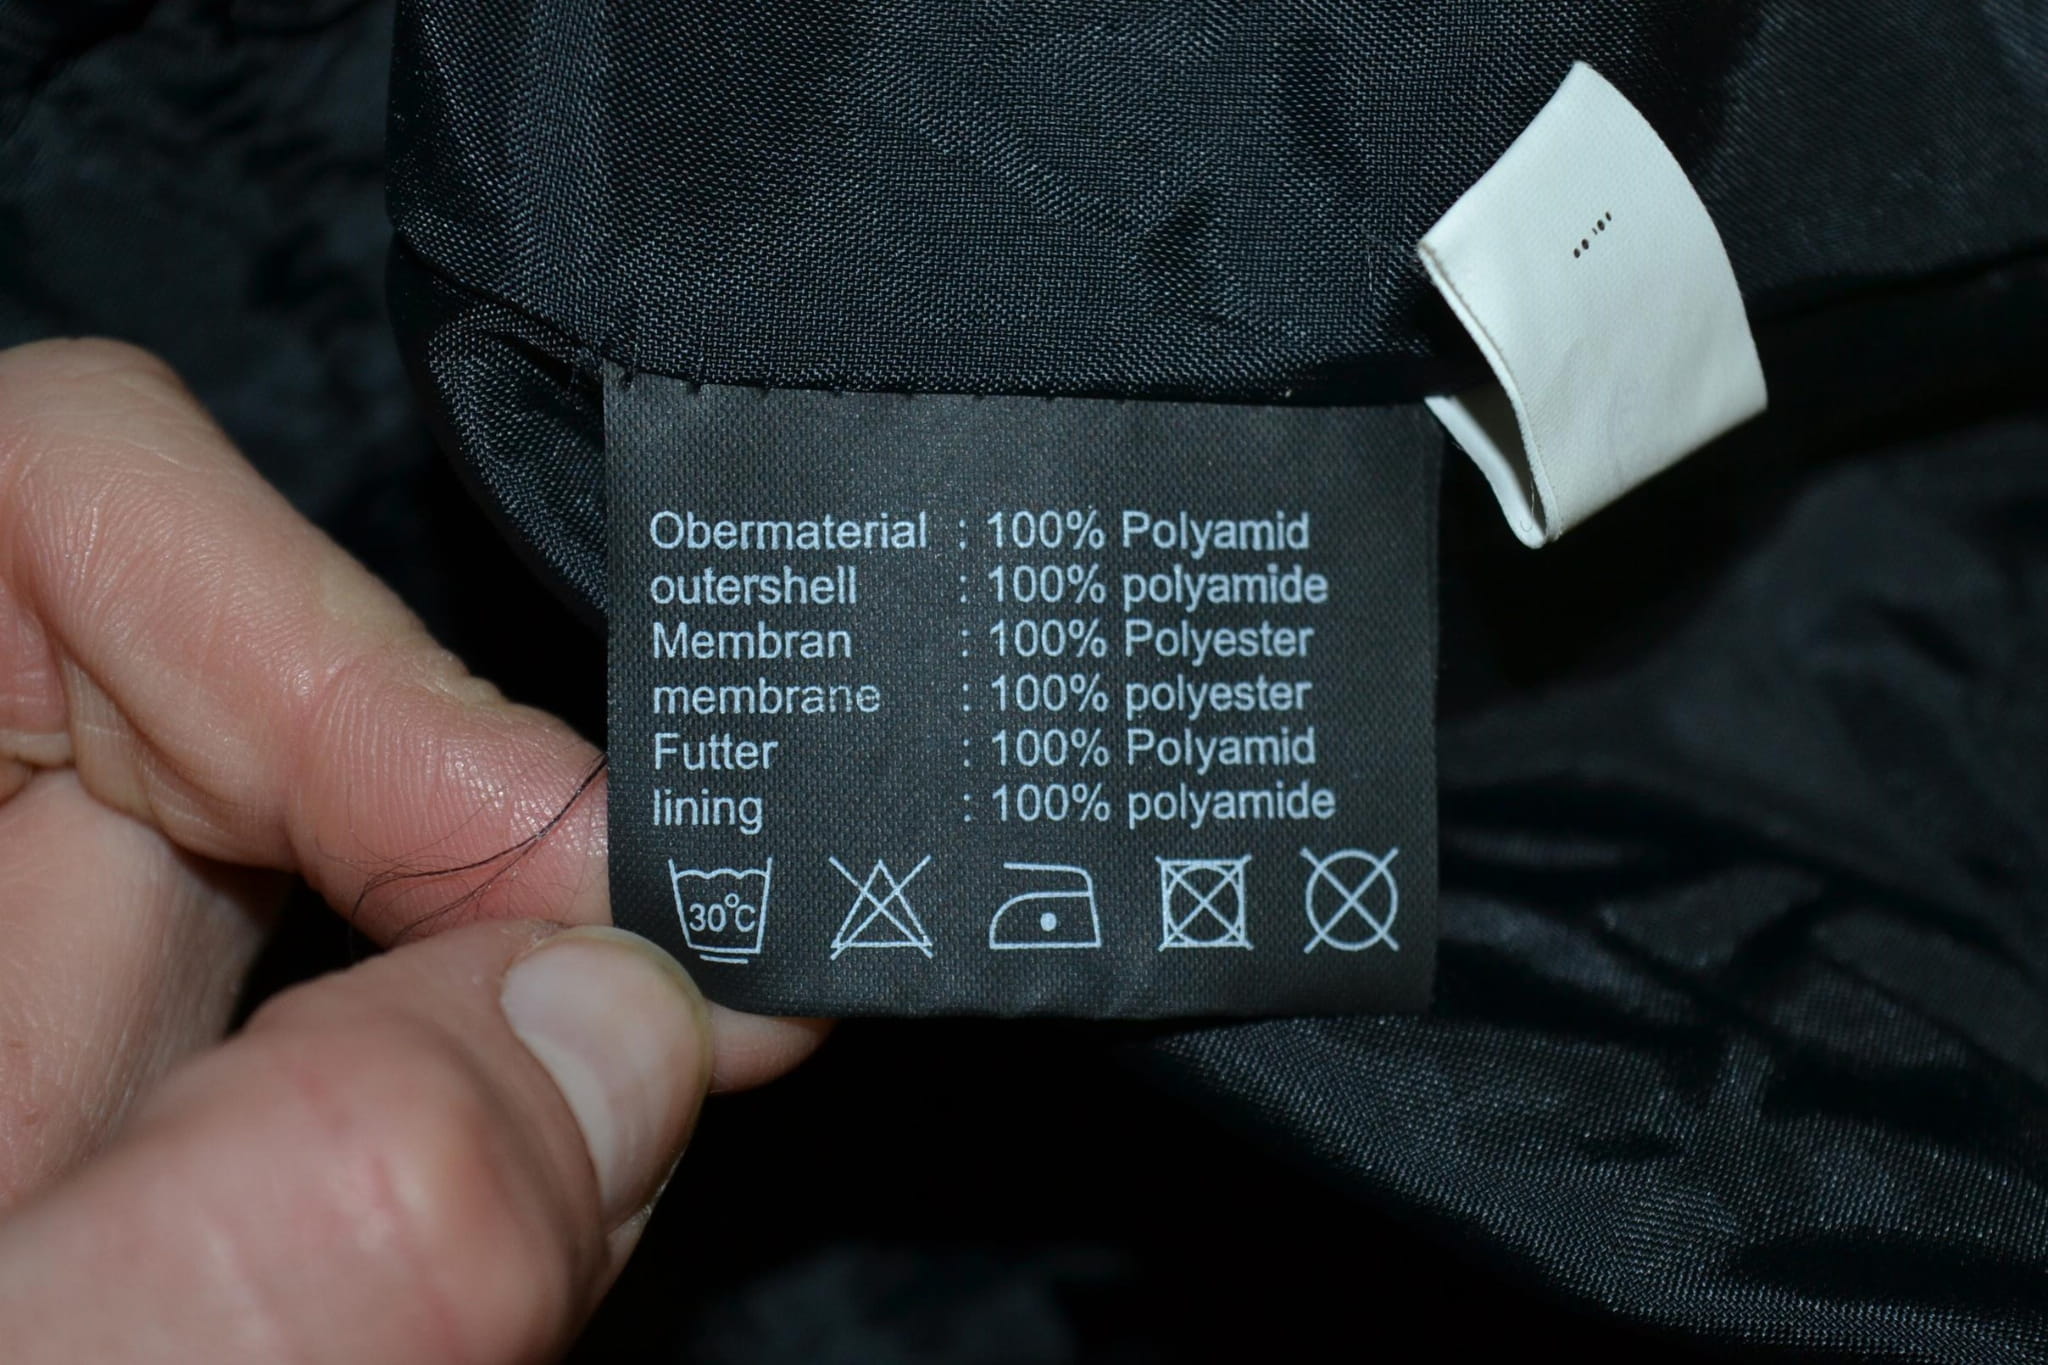 Obermaterial : 100% Polyamid
outershell : 100% polyamide
Membran : 100% Polyester
membrane : 100% polyester
Futter : 100% Polyamid
lining : 100% polyamide
30°C